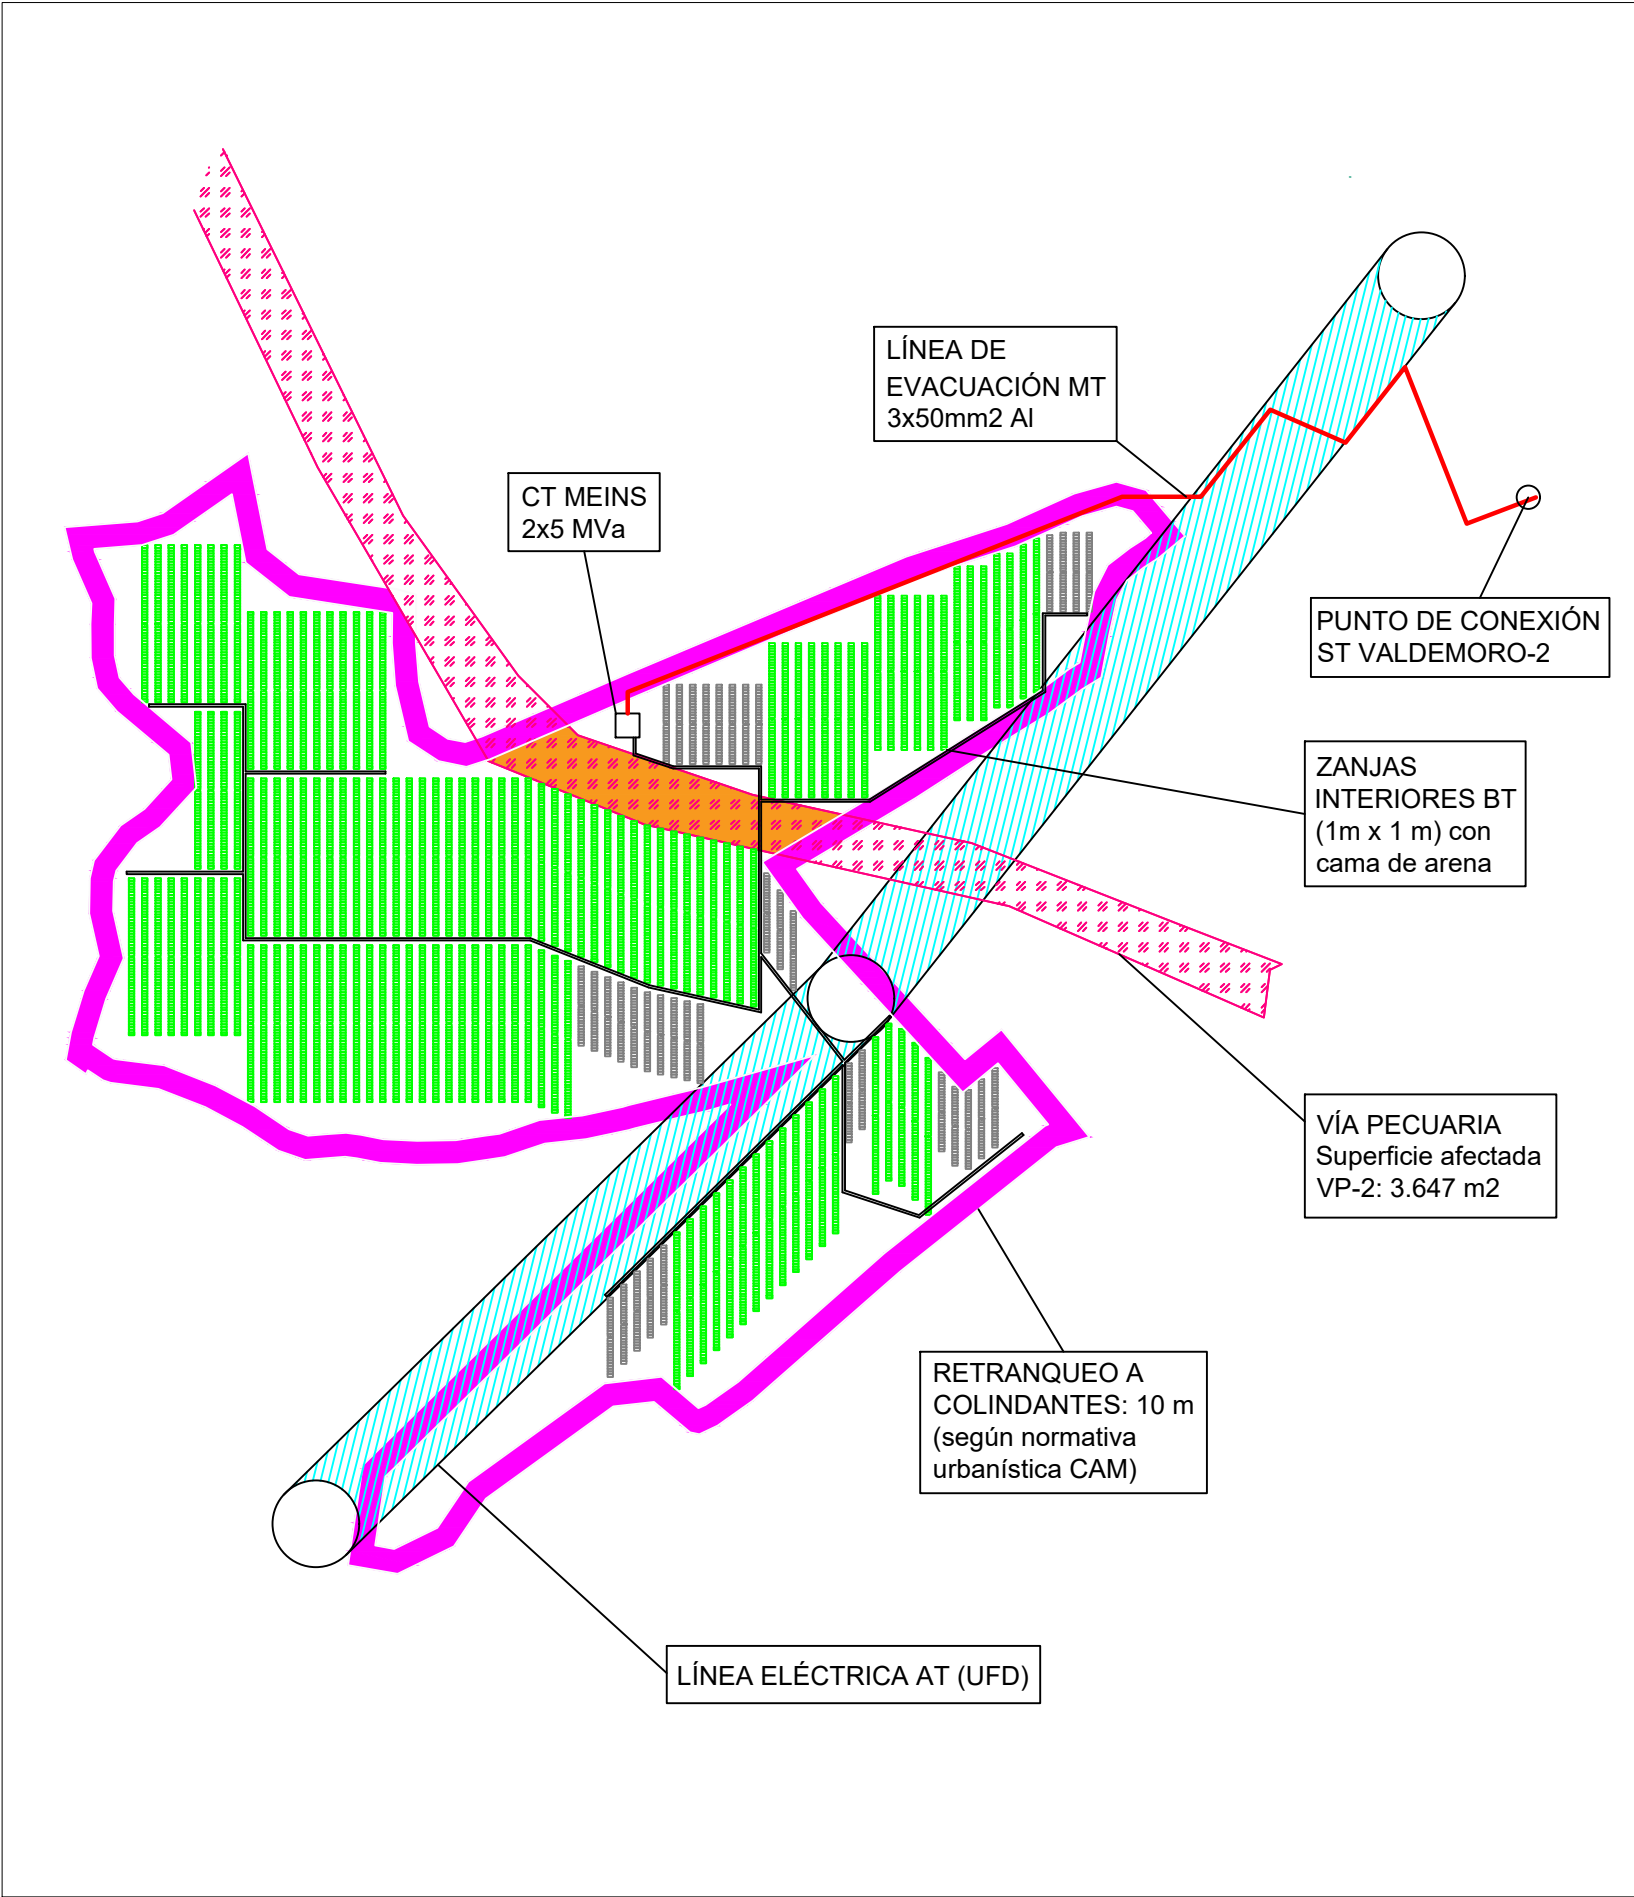 LÍNEA DE
EVACUACIÓN MT
3x50mm2 Al
CT MEINS
2x5 MVa
PUNTO DE CONEXIÓN
ST VALDEMORO-2
ZANJAS
INTERIORES BT
(1m x 1 m) con
cama de arena
VÍA PECUARIA
Superficie afectada
VP-2: 3.647 m2
RETRANQUEO A
COLINDANTES: 10 m
(según normativa
urbanística CAM)
LÍNEA ELÉCTRICA AT (UFD)